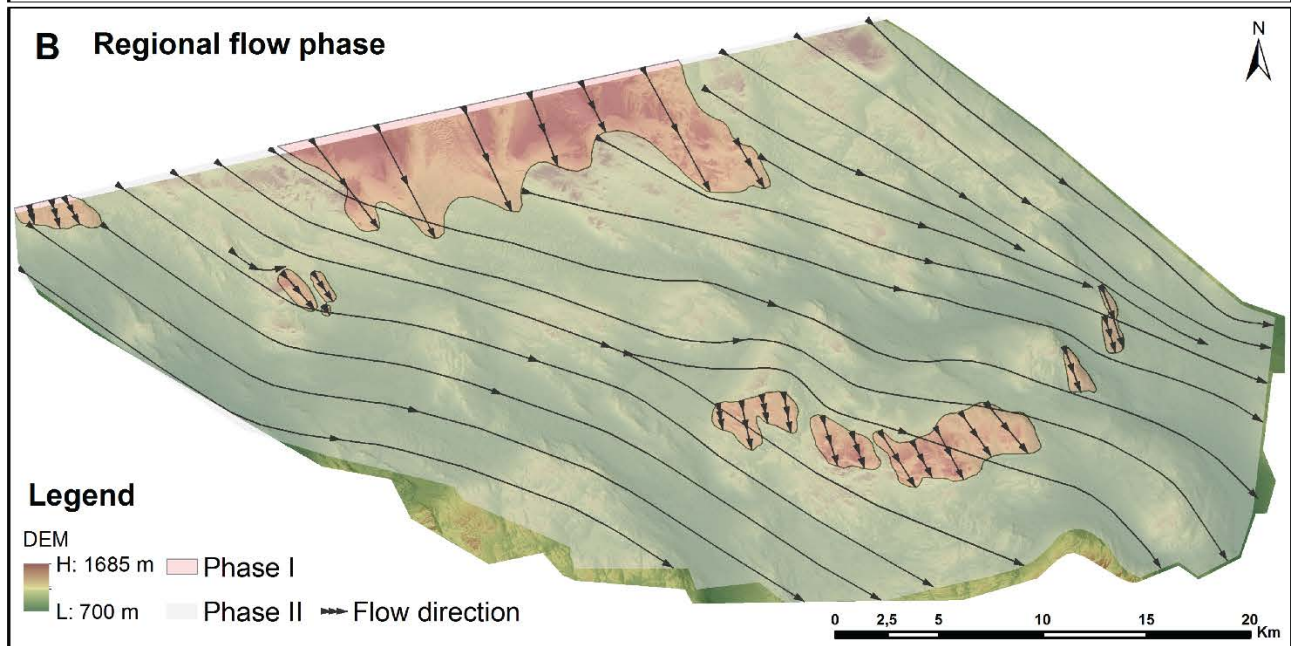 B Regional flow phase
N
Legend
DEM
H: 1685 m
L: 700 m
Phase I
Phase II
Flow direction
0 2,5 5 10 15 20
Km